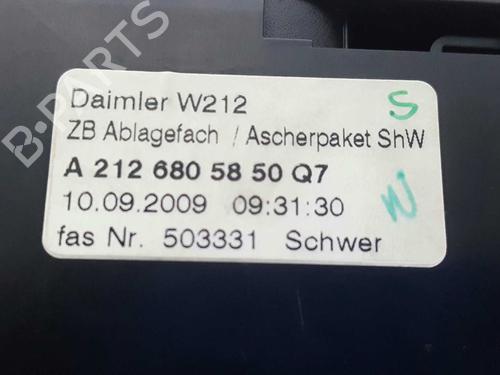 Daimler W212
S
ZB Ablagefach / Ascherpaket ShW
A 212 680 58 50 Q7
10.09.2009 09:31:30
fas Nr. 503331 Schwer
B-PARTS